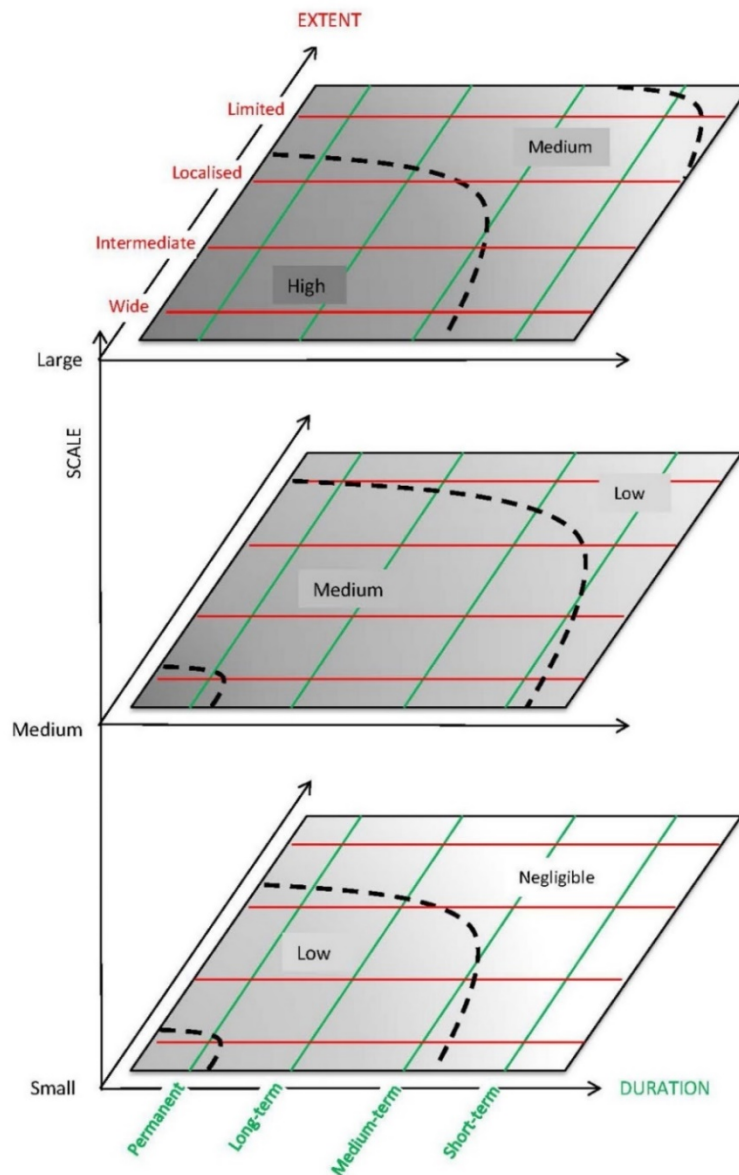 EXTENT
Limited
Medium
Localised
Intermediate
High
Wide
Large
SCALE
Low
Medium
Medium
Negligible
Low
Small
Permanent
Long-term
Medium-term
Short-term
DURATION